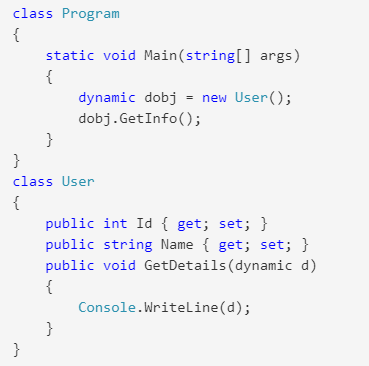 class Program
{
    static void Main(string[] args)
    {
        dynamic dobj = new User();
        dobj.GetInfo();
    }
}
class User
{
    public int Id { get; set; }
    public string Name { get; set; }
    public void GetDetails(dynamic d)
    {
        Console.WriteLine(d);
    }
}